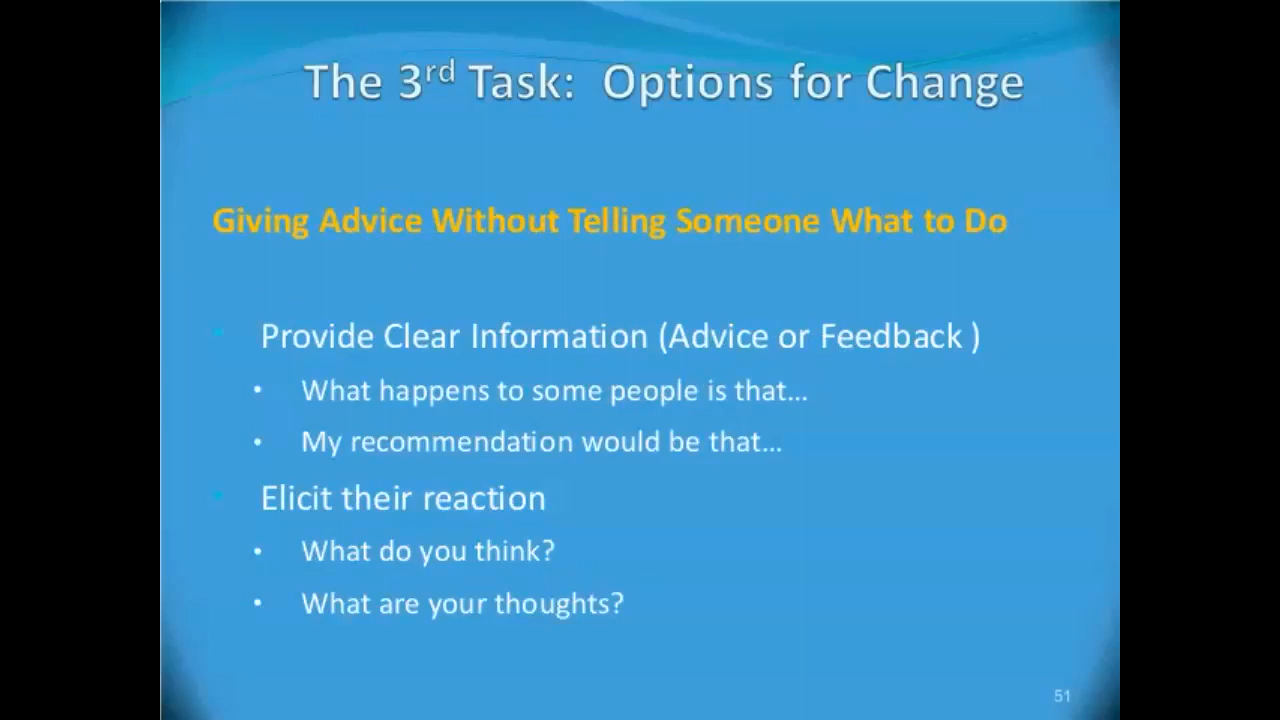 The 3rd Task: Options for Change
Giving Advice Without Telling Someone What to Do
Provide Clear Information (Advice or Feedback )
• What happens to some people is that…
• My recommendation would be that…
Elicit their reaction
• What do you think?
• What are your thoughts?
51